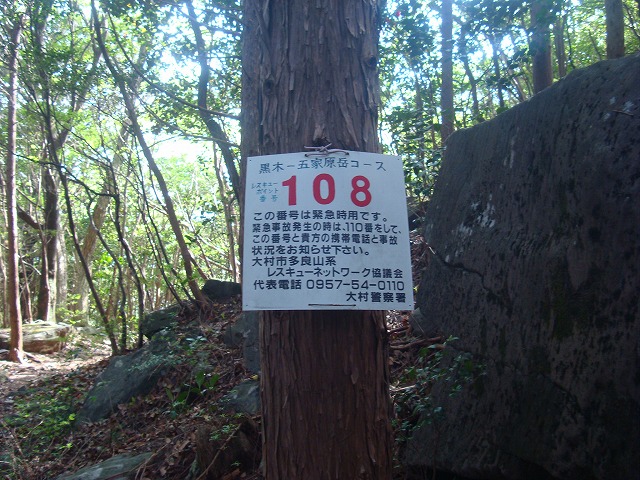 黒木－五家原岳コース
レスキューポイント番号 108
この番号は緊急時用です。
緊急事故発生の時は、110番をして、
この番号と貴方の携帯電話と事故
状況をお知らせ下さい。
大村市多良山系
レスキューネットワーク協議会
代表電話 0957-54-0110
大村警察署